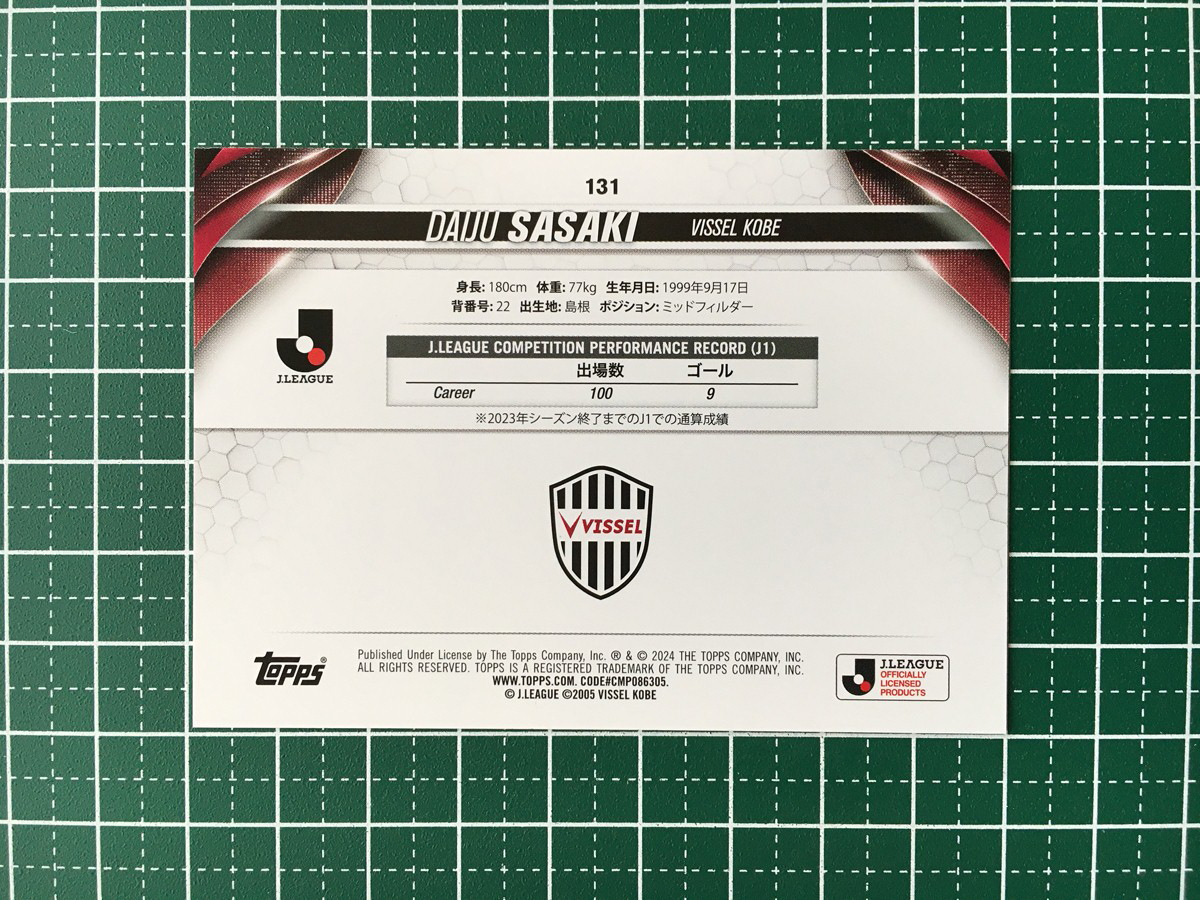 131
DAIJU SASAKI VISSEL KOBE
身長: 180cm 体重: 77kg 生年月日: 1999年9月17日
背番号: 22 出生地: 島根 ポジション: ミッドフィルダー
J.LEAGUE
J.LEAGUE COMPETITION PERFORMANCE RECORD (J1)
出場数 ゴール
Career 100 9
※2023年シーズン終了までのJ1での通算成績
VISSEL
topps®
Published Under License by The Topps Company, Inc. ® & © 2024 THE TOPPS COMPANY, INC.
ALL RIGHTS RESERVED. TOPPS IS A REGISTERED TRADEMARK OF THE TOPPS COMPANY, INC.
WWW.TOPPS.COM. CODE#CMP086305.
© J.LEAGUE ©2005 VISSEL KOBE
J.LEAGUE
OFFICIALLY
LICENSED
PRODUCTS